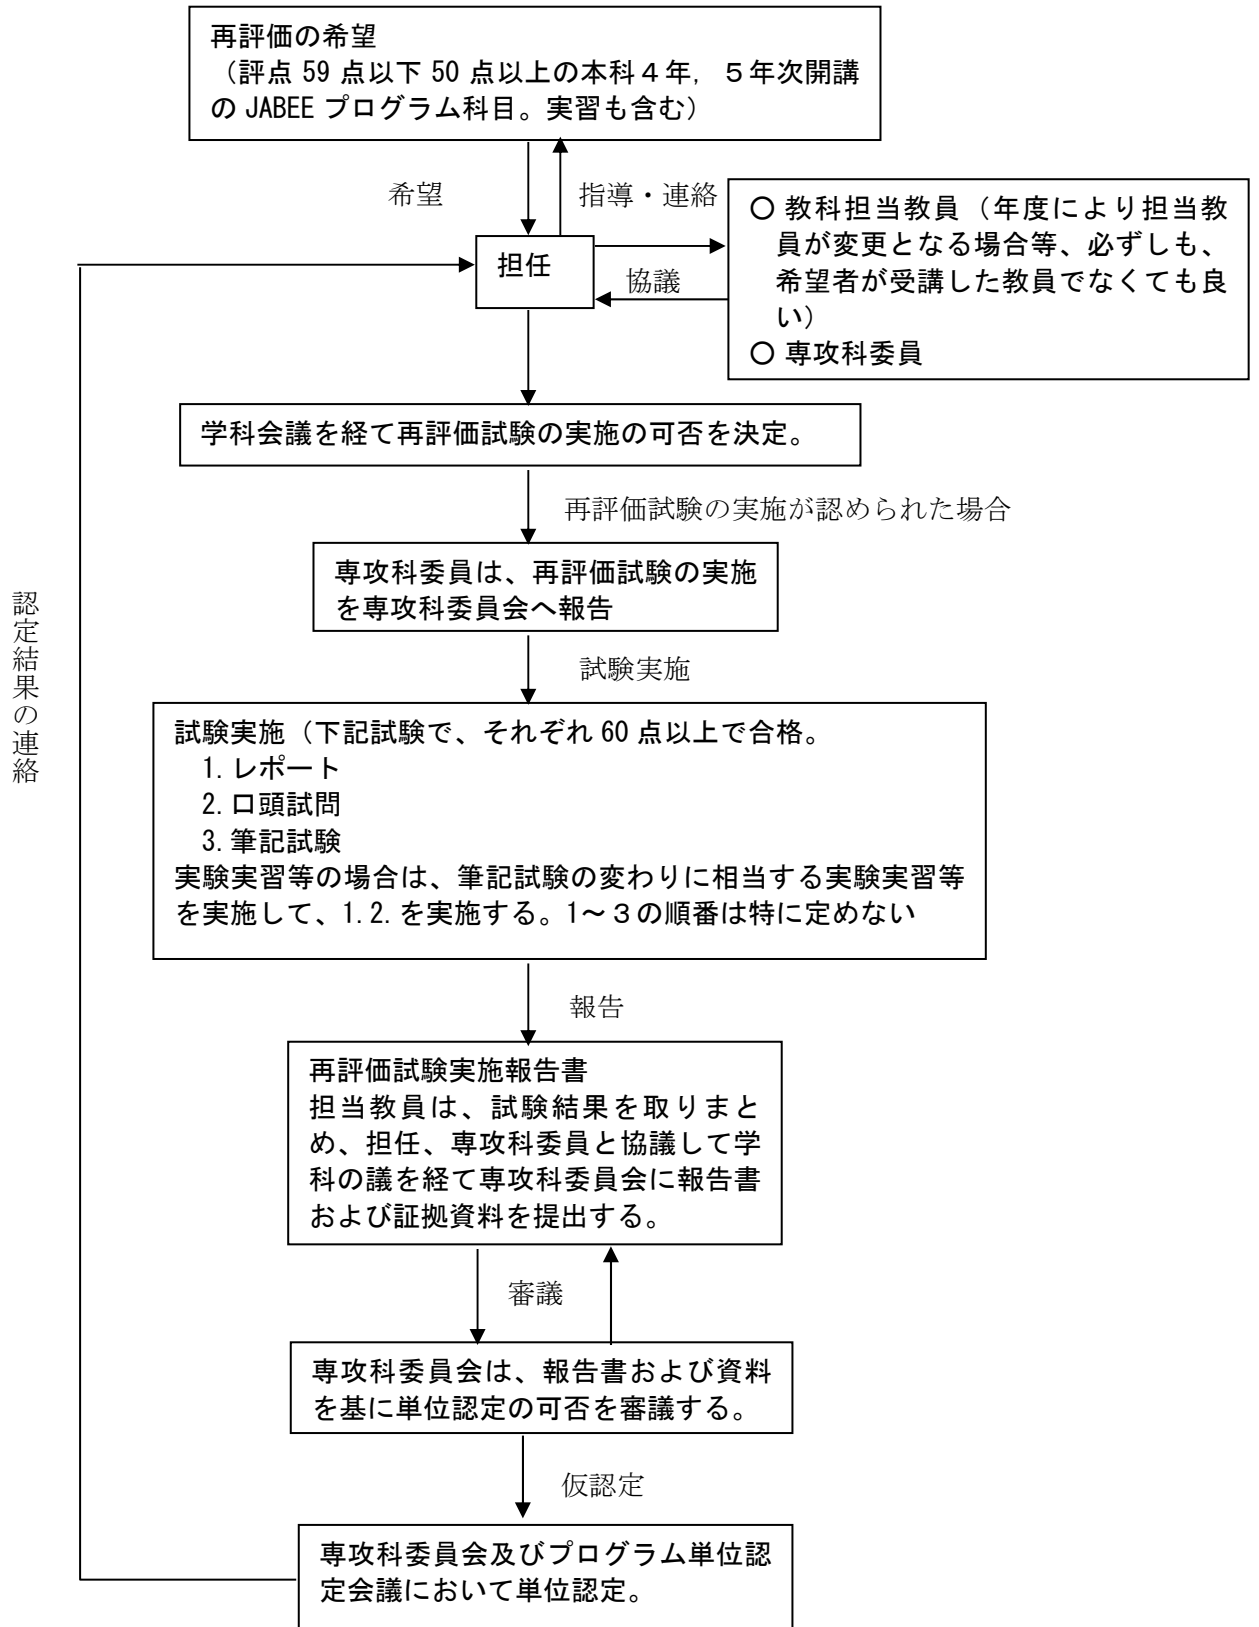 再評価の希望
（評点 59 点以下 50 点以上の本科４年，５年次開講
の JABEE プログラム科目。実習も含む）
希望
指導・連絡
担任
協議
○ 教科担当教員（年度により担当教
員が変更となる場合等、必ずしも、
希望者が受講した教員でなくても良
い）
○ 専攻科委員
学科会議を経て再評価試験の実施の可否を決定。
再評価試験の実施が認められた場合
専攻科委員は、再評価試験の実施
を専攻科委員会へ報告
試験実施
試験実施（下記試験で、それぞれ 60 点以上で合格。
1. レポート
2. 口頭試問
3. 筆記試験
実験実習等の場合は、筆記試験の変わりに相当する実験実習等
を実施して、1. 2. を実施する。1～３の順番は特に定めない
報告
再評価試験実施報告書
担当教員は、試験結果を取りまと
め、担任、専攻科委員と協議して学
科の議を経て専攻科委員会に報告書
および証拠資料を提出する。
審議
専攻科委員会は、報告書および資料
を基に単位認定の可否を審議する。
仮認定
専攻科委員会及びプログラム単位認
定会議において単位認定。
認定結果の連絡